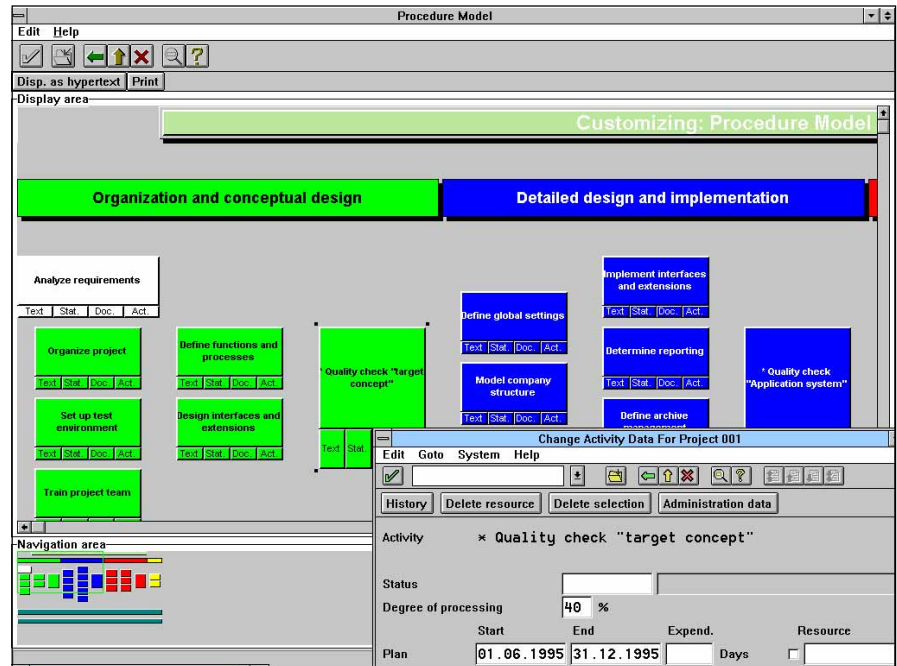 Procedure Model
Edit Help
Disp. as hypertext Print
Display area
Customizing: Procedure Model
Organization and conceptual design
Detailed design and implementation
Analyze requirements
Text Stat. Doc. Act.
Organize project
Text Stat. Doc. Act.
Set up test
environment
Text Stat. Doc. Act.
Train project team
Define functions and
processes
Text Stat. Doc. Act.
Design interfaces and
extensions
Text Stat. Doc. Act.
* Quality check "target
concept"
Text Stat.
Define global settings
Text Stat. Doc. Act.
Model company
structure
Text Stat. Doc. Act.
Implement interfaces
and extensions
Text Stat. Doc. Act.
Determine reporting
Text Stat. Doc. Act.
Define archive
management
* Quality check
"Application system"
Navigation area
Change Activity Data For Project 001
Edit Goto System Help
History Delete resource Delete selection Administration data
Activity * Quality check "target concept"
Status
Degree of processing 40 %
Start End Expend. Resource
Plan 01.06.1995 31.12.1995 Days